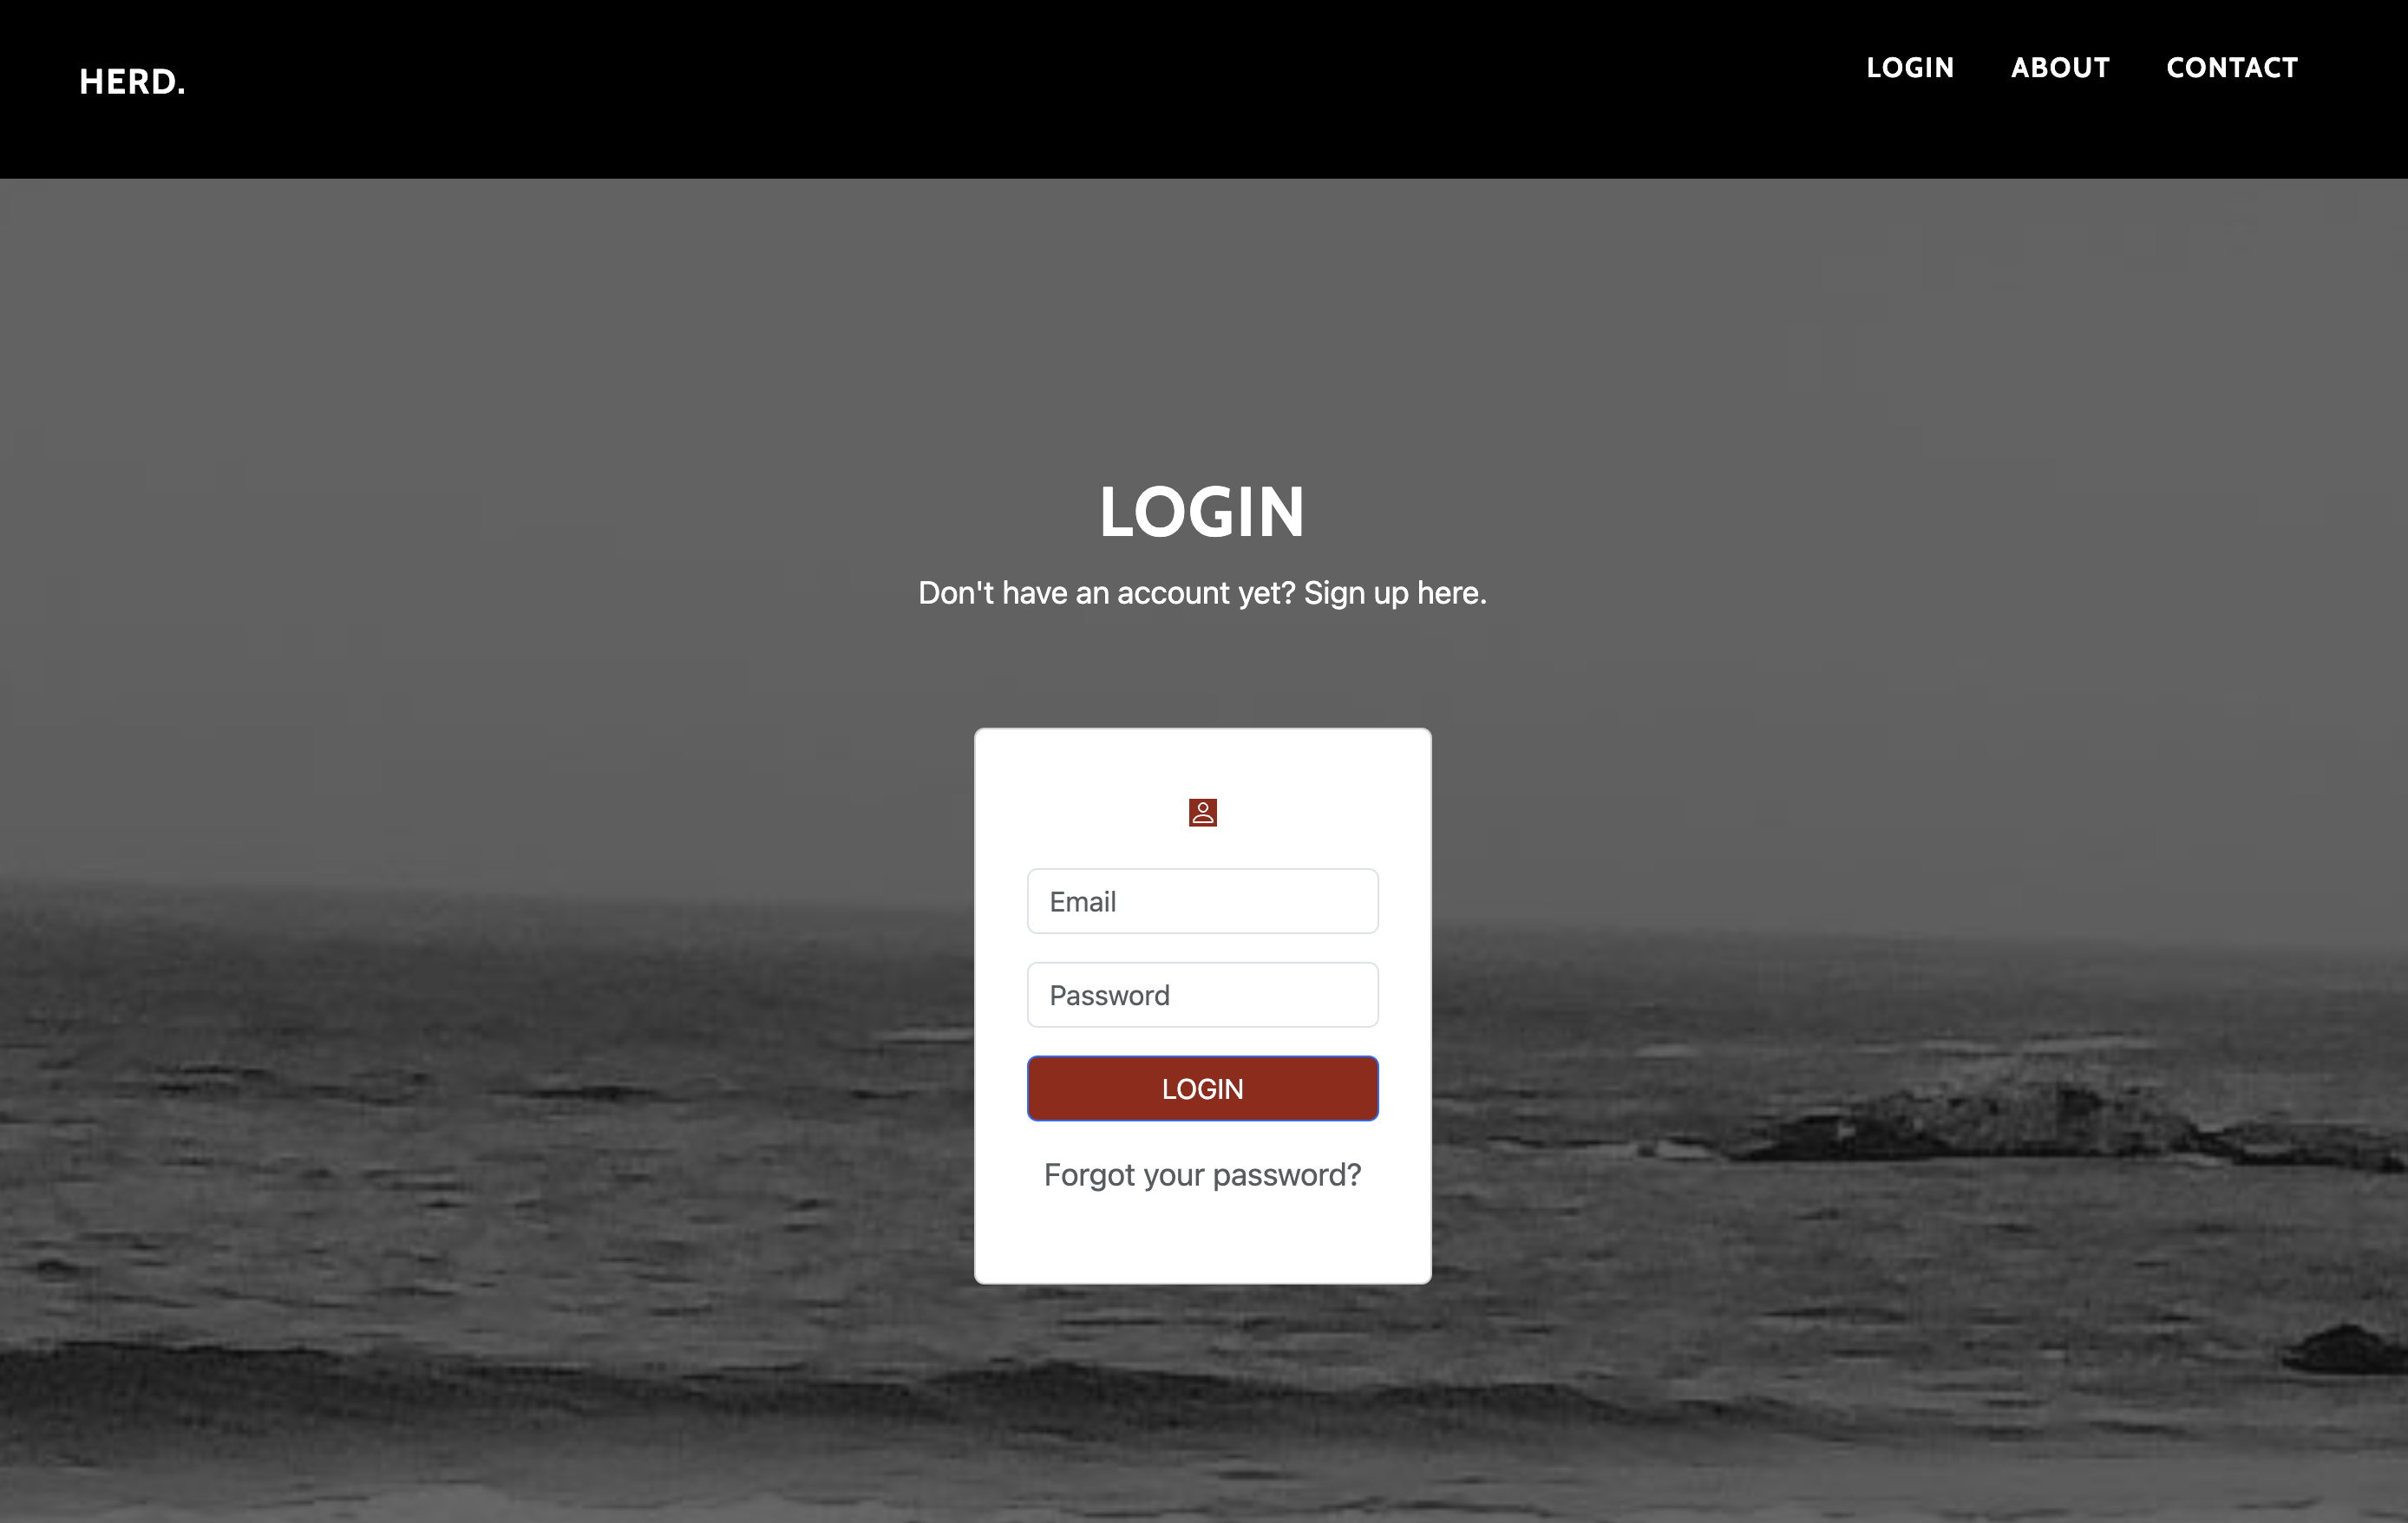 HERD.
LOGIN ABOUT CONTACT
LOGIN
Don't have an account yet? Sign up here.
Email
Password
LOGIN
Forgot your password?